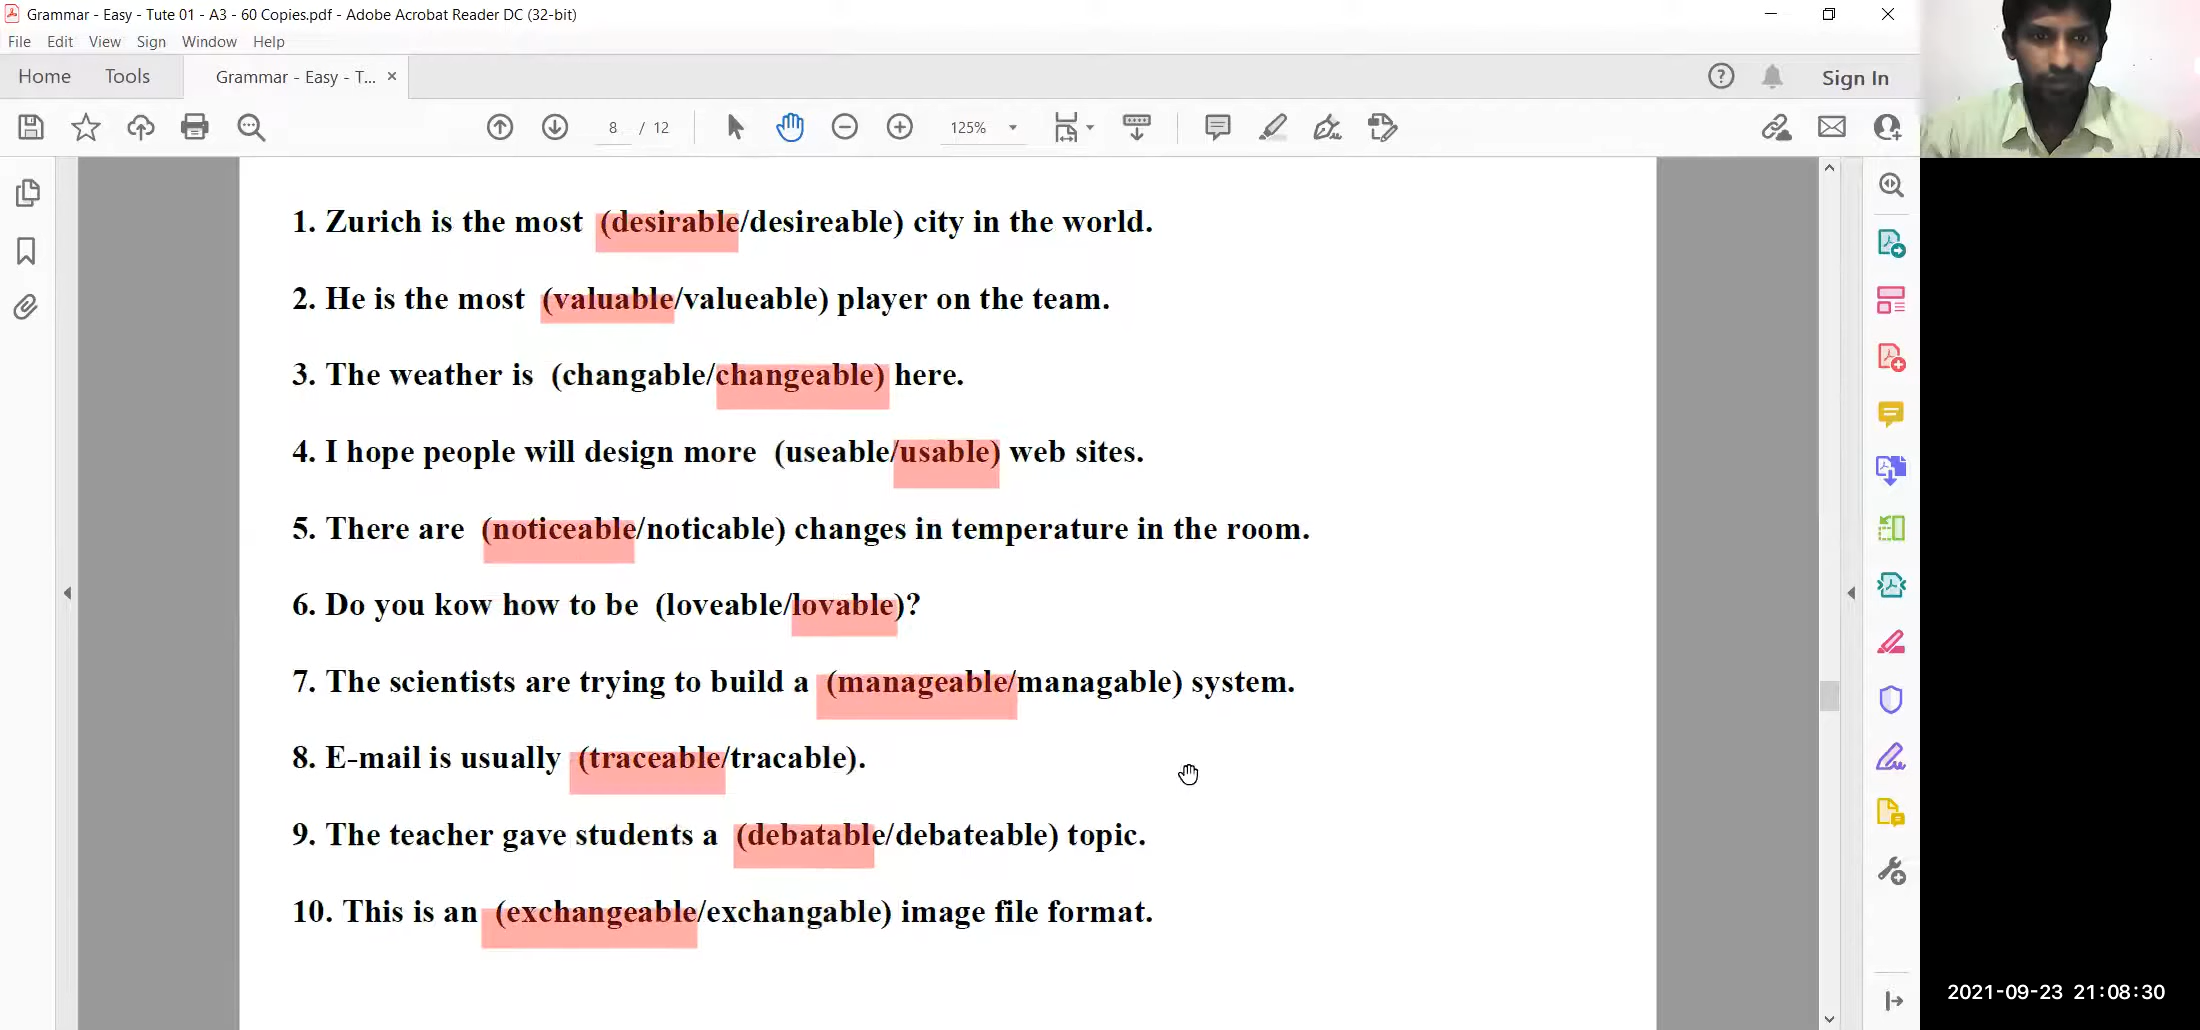 Grammar - Easy - Tute 01 - A3 - 60 Copies.pdf - Adobe Acrobat Reader DC (32-bit)
File Edit View Sign Window Help
Home Tools Grammar - Easy - T... × Sign In
8 / 12 125%
1. Zurich is the most (desirable/desireable) city in the world.
2. He is the most (valuable/valueable) player on the team.
3. The weather is (changable/changeable) here.
4. I hope people will design more (useable/usable) web sites.
5. There are (noticeable/noticable) changes in temperature in the room.
6. Do you kow how to be (loveable/lovable)?
7. The scientists are trying to build a (manageable/managable) system.
8. E-mail is usually (traceable/tracable).
9. The teacher gave students a (debatable/debateable) topic.
10. This is an (exchangeable/exchangable) image file format.
2021-09-23 21:08:30